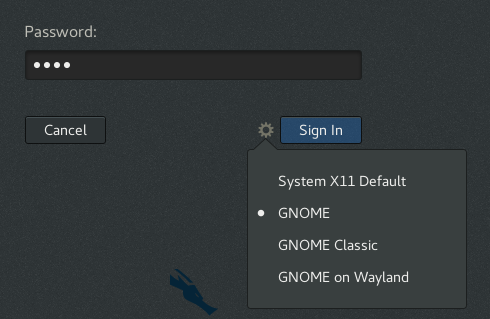 Password:
Cancel
Sign In
System X11 Default
GNOME
GNOME Classic
GNOME on Wayland